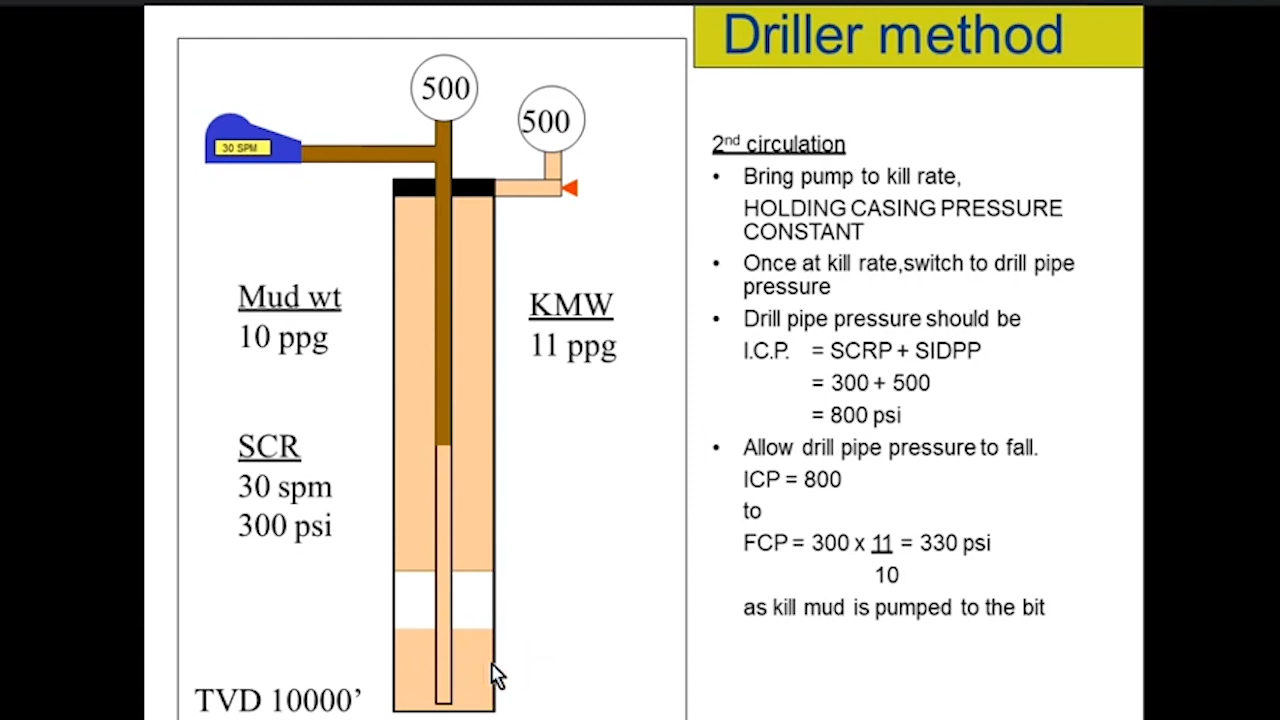 Driller method
500
500
30 SPM
Mud wt
10 ppg
KMW
11 ppg
SCR
30 spm
300 psi
TVD 10000’
2nd circulation
• Bring pump to kill rate,
HOLDING CASING PRESSURE
CONSTANT
• Once at kill rate,switch to drill pipe
pressure
• Drill pipe pressure should be
I.C.P. = SCRP + SIDPP
= 300 + 500
= 800 psi
• Allow drill pipe pressure to fall.
ICP = 800
to
FCP = 300 x 11 = 330 psi
10
as kill mud is pumped to the bit